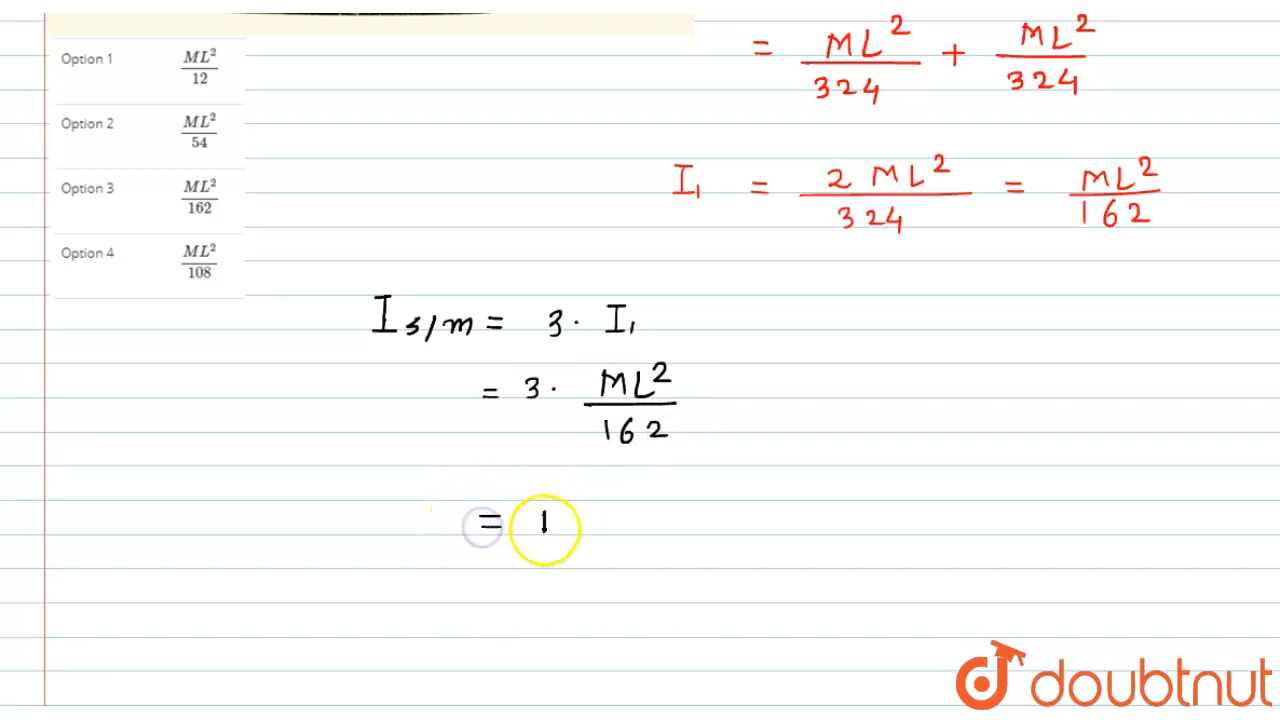 = ML²/324 + ML²/324
Option 1 ML²/12
Option 2 ML²/54
I₁ = 2 ML²/324 = ML²/162
Option 3 ML²/162
Option 4 ML²/108
I s/m = 3 · I₁
= 3 · ML²/162
= 1
doubtnut